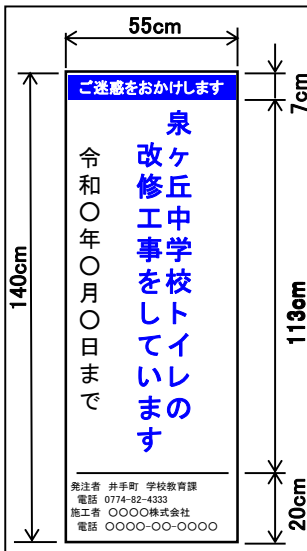 55cm
7cm
140cm
113cm
20cm
ご迷惑をおかけします
泉ヶ丘中学校トイレの
改修工事をしています
令和〇年〇月〇日まで
発注者 井手町 学校教育課
電話 0774-82-4333
施工者 〇〇〇〇株式会社
電話 〇〇〇〇-〇〇-〇〇〇〇